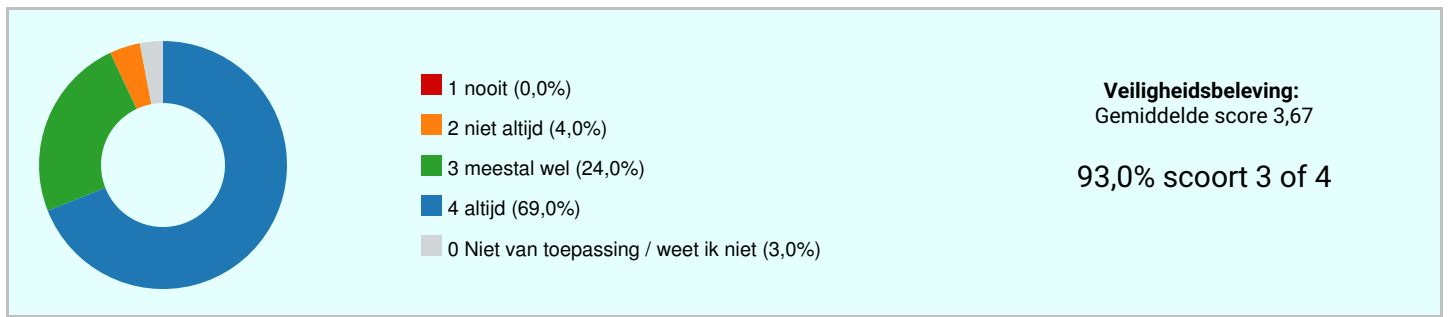 1 nooit (0,0%)
2 niet altijd (4,0%)
3 meestal wel (24,0%)
4 altijd (69,0%)
0 Niet van toepassing / weet ik niet (3,0%)
Veiligheidsbeleving:
Gemiddelde score 3,67
93,0% scoort 3 of 4